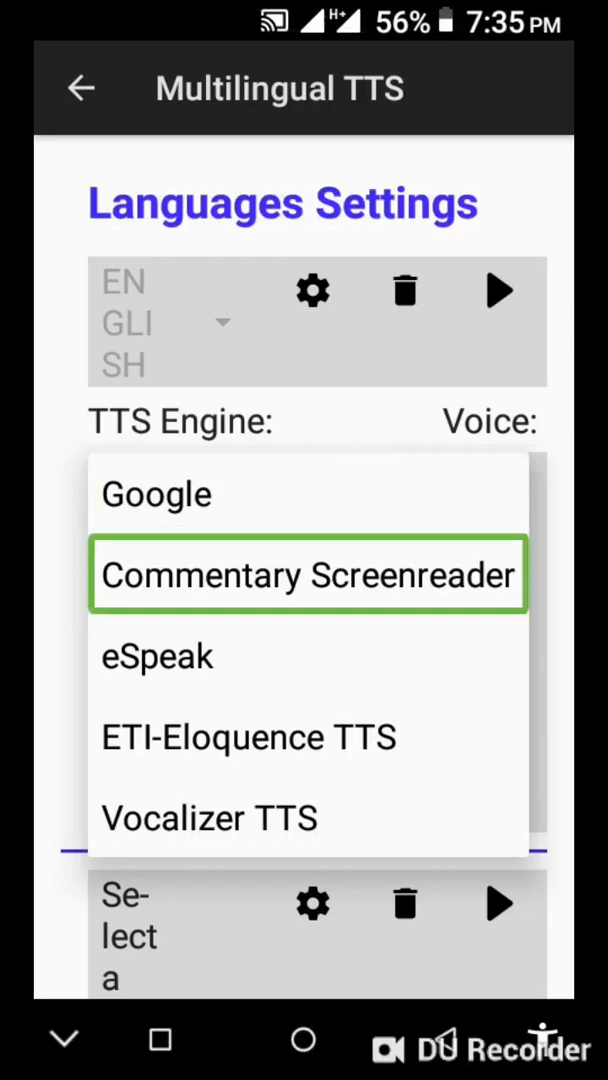 H+ 56% 7:35 PM
Multilingual TTS
Languages Settings
EN
GLI
SH
TTS Engine: Voice:
Google
Commentary Screenreader
eSpeak
ETI-Eloquence TTS
Vocalizer TTS
Se-
lect
a
DU Recorder